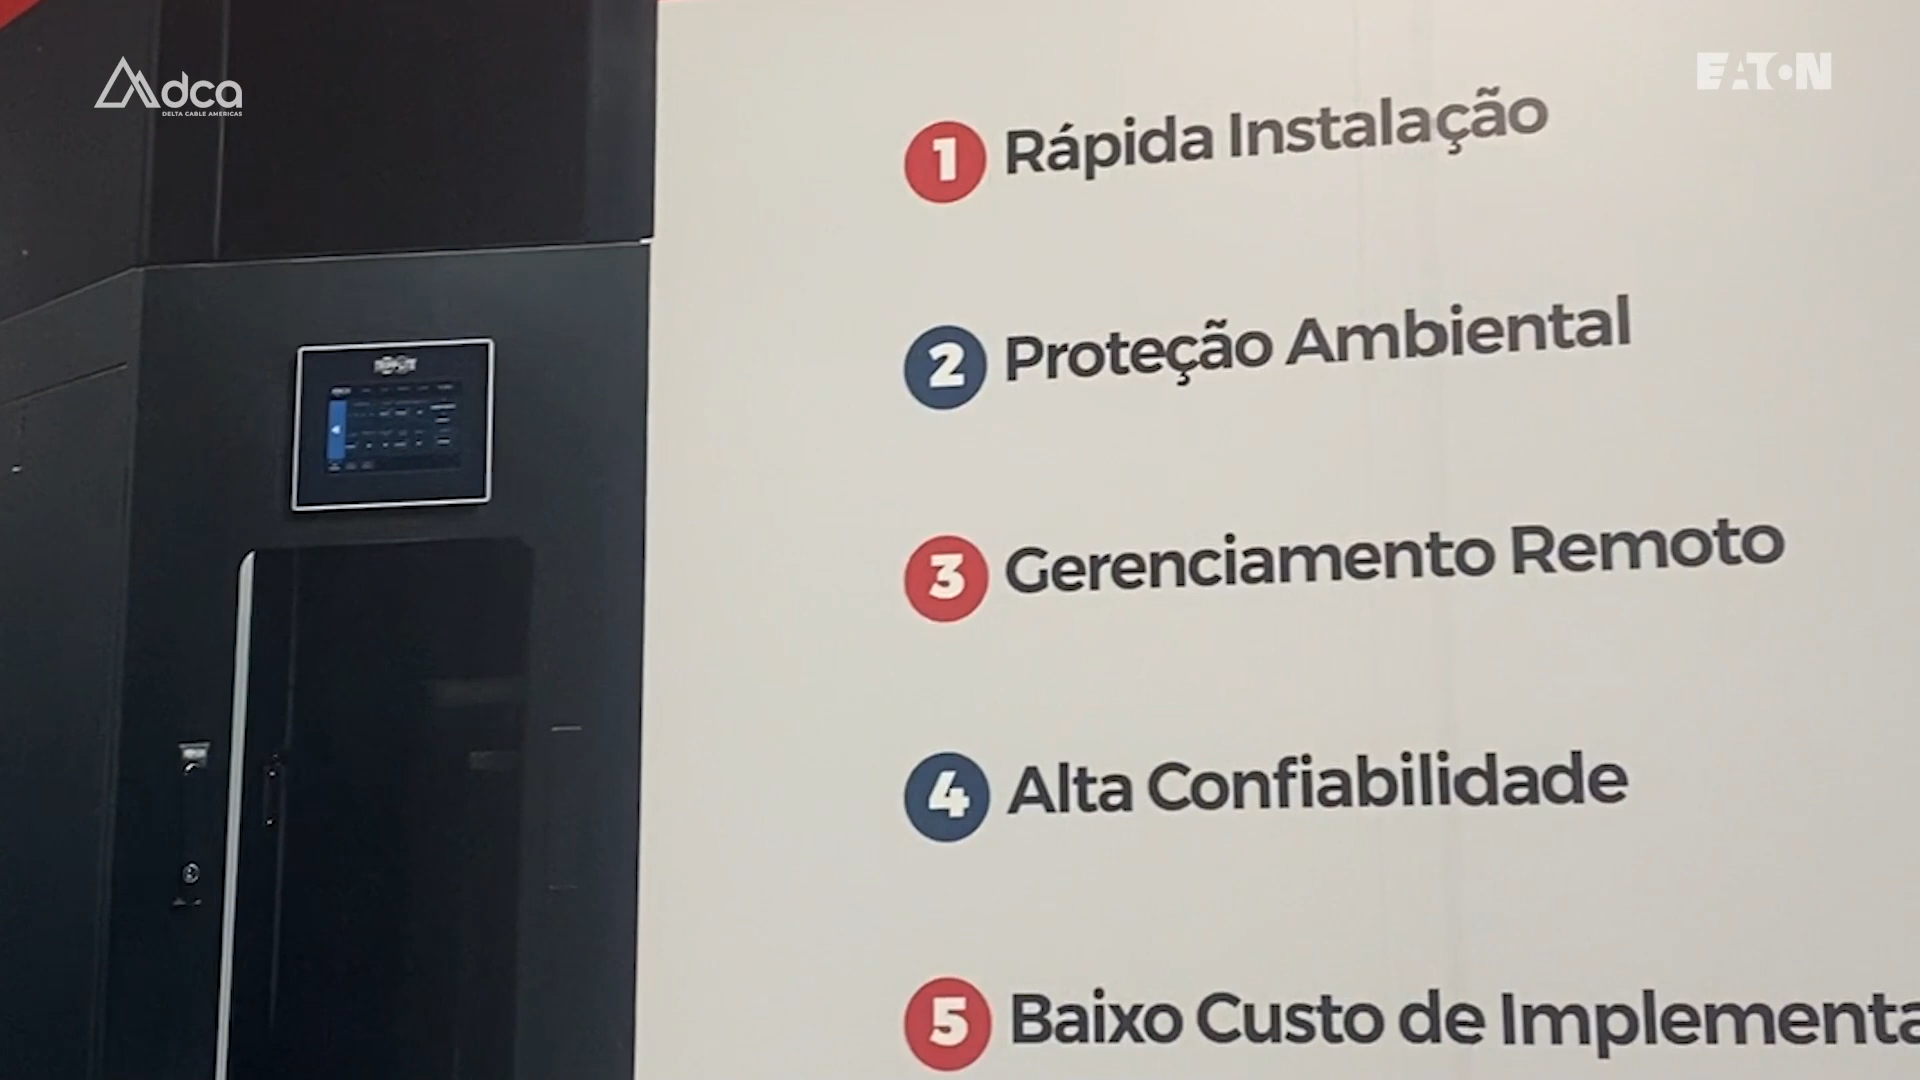 dca
DELTA CABLE AMERICAS
EATON
1 Rápida Instalação
2 Proteção Ambiental
3 Gerenciamento Remoto
4 Alta Confiabilidade
5 Baixo Custo de Implementa